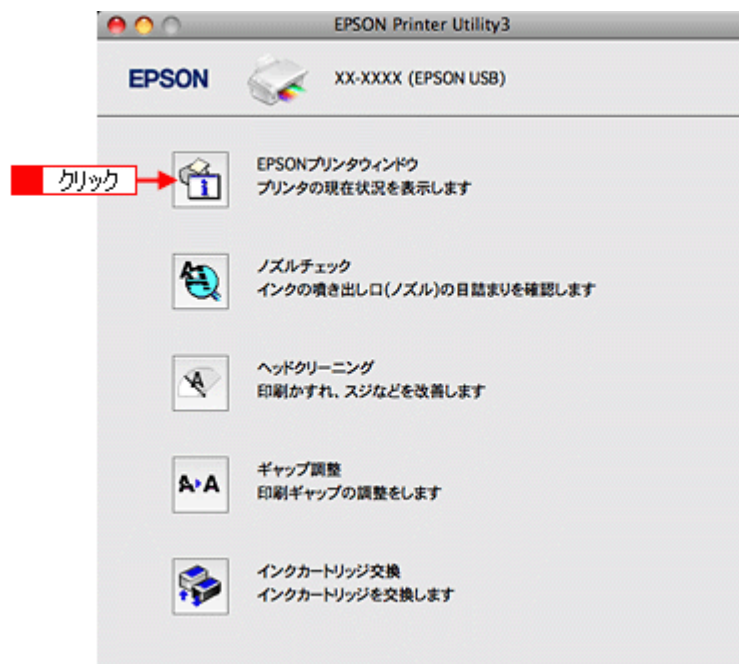 EPSON Printer Utility3
EPSON
XX-XXXX (EPSON USB)
クリック
EPSONプリンタウィンドウ
プリンタの現在状況を表示します
ノズルチェック
インクの噴き出し口(ノズル)の目詰まりを確認します
ヘッドクリーニング
印刷かすれ、スジなどを改善します
ギャップ調整
印刷ギャップの調整をします
インクカートリッジ交換
インクカートリッジを交換します